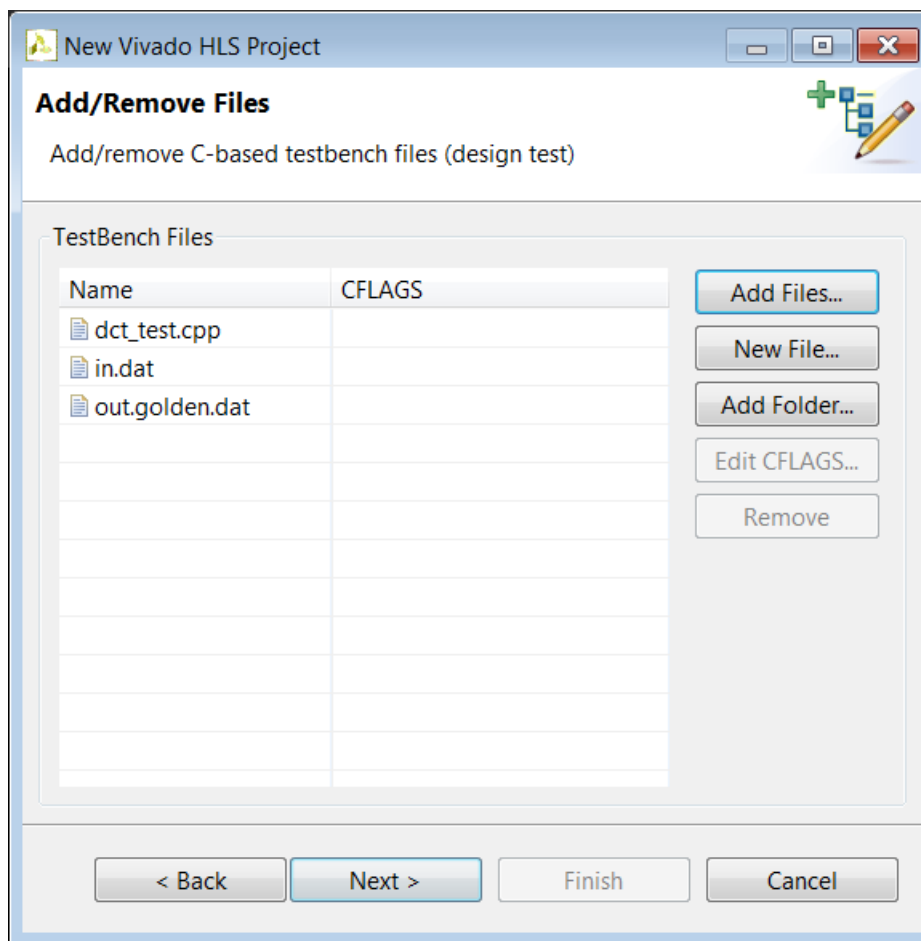 New Vivado HLS Project
Add/Remove Files
Add/remove C-based testbench files (design test)
TestBench Files
Name CFLAGS
Add Files...
dct_test.cpp
New File...
in.dat
out.golden.dat
Add Folder...
Edit CFLAGS...
Remove
< Back Next > Finish Cancel